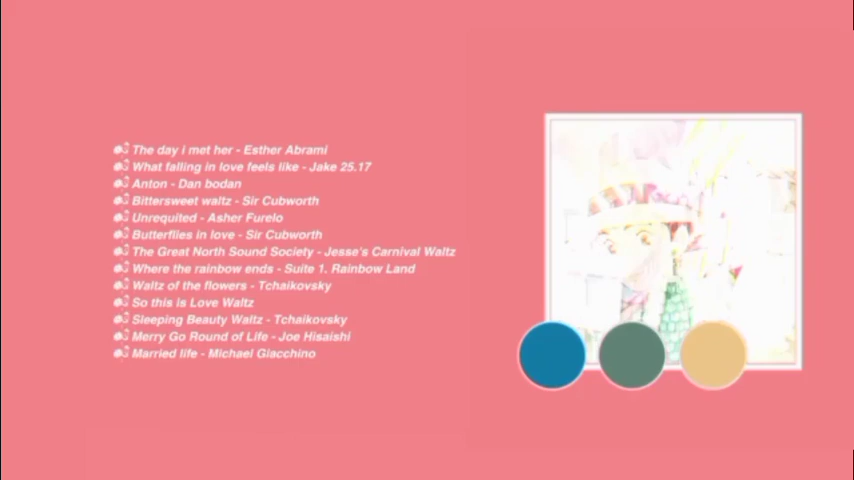 The day i met her - Esther Abrami
What falling in love feels like - Jake 25.17
Anton - Dan bodan
Bittersweet waltz - Sir Cubworth
Unrequited - Asher Furelo
Butterflies in love - Sir Cubworth
The Great North Sound Society - Jesse's Carnival Waltz
Where the rainbow ends - Suite 1. Rainbow Land
Waltz of the flowers - Tchaikovsky
So this is Love Waltz
Sleeping Beauty Waltz - Tchaikovsky
Merry Go Round of Life - Joe Hisaishi
Married life - Michael Giacchino